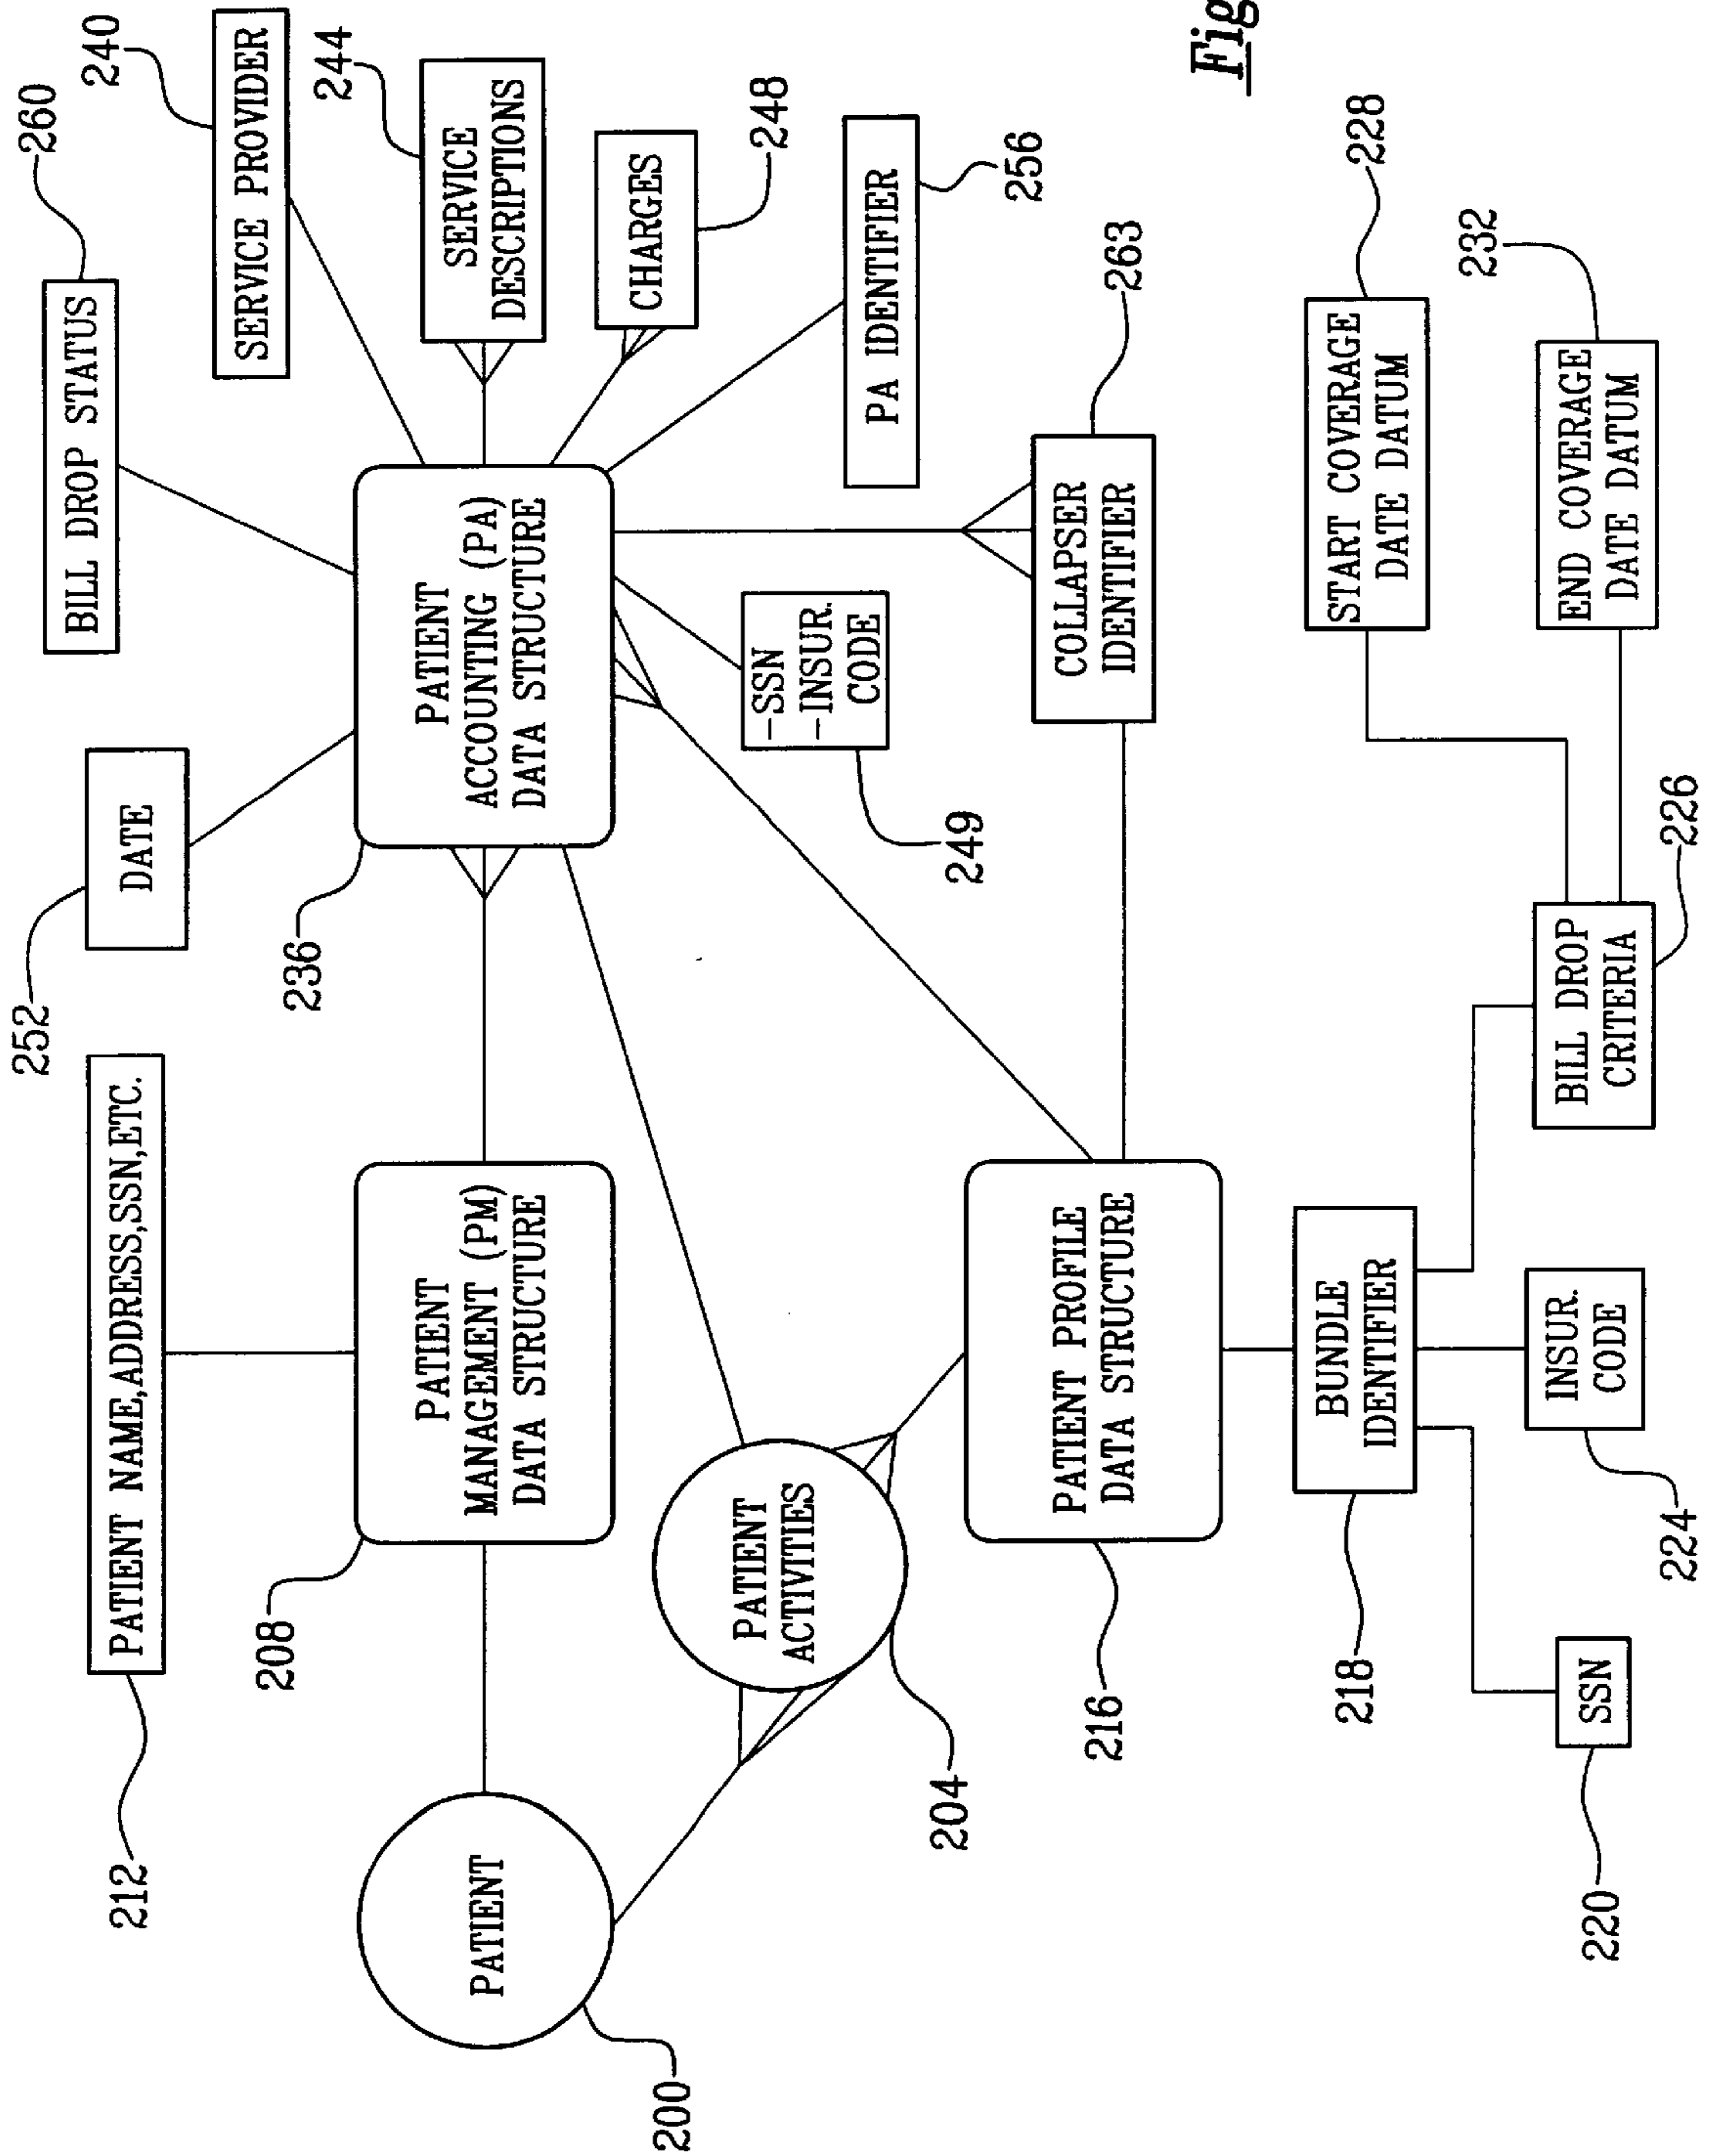 252
DATE
260
BILL DROP STATUS
240
SERVICE PROVIDER
212
PATIENT NAME,ADDRESS,SSN,ETC.
244
SERVICE
DESCRIPTIONS
208
PATIENT
MANAGEMENT (PM)
DATA STRUCTURE
236
PATIENT
ACCOUNTING (PA)
DATA STRUCTURE
CHARGES
248
PATIENT
200
PATIENT
ACTIVITIES
204
-SSN
-INSUR.
CODE
249
PA IDENTIFIER
256
COLLAPSER
IDENTIFIER
263
216
PATIENT PROFILE
DATA STRUCTURE
Fig
218
BUNDLE
IDENTIFIER
START COVERAGE
DATE DATUM
228
220
SSN
INSUR.
CODE
224
BILL DROP
CRITERIA
226
END COVERAGE
DATE DATUM
232